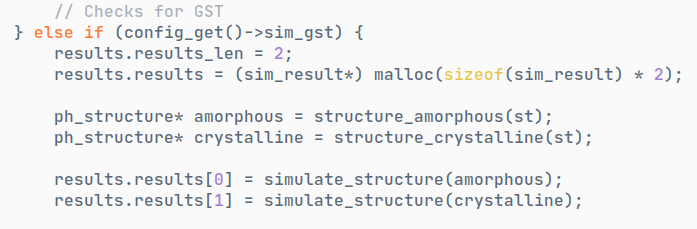 // Checks for GST
} else if (config_get()->sim_gst) {
results.results_len = 2;
results.results = (sim_result*) malloc(sizeof(sim_result) * 2);
ph_structure* amorphous = structure_amorphous(st);
ph_structure* crystalline = structure_crystalline(st);
results.results[0] = simulate_structure(amorphous);
results.results[1] = simulate_structure(crystalline);